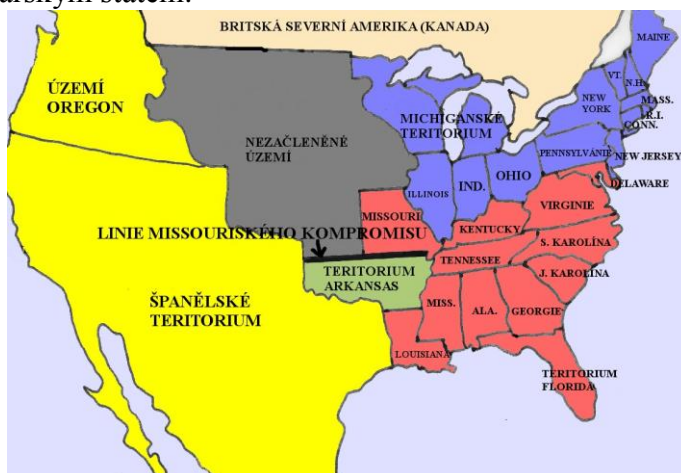 arským státem.
BRITSKÁ SEVERNÍ AMERIKA (KANADA)
MAINE
ÚZEMÍ
OREGON
VT.
N.H.
NEW
YORK
MASS.
R.I.
CONN.
MICHIGANSKÉ
TERITORIUM
NEZAČLENĚNÉ
ÚZEMÍ
PENNSYLVÁNIE
NEW JERSEY
OHIO
IND.
ILLINOIS
DELAWARE
MISSOURI
VIRGINIE
KENTUCKY
LINIE MISSOURISKÉHO KOMPROMISU
S. KAROLÍNA
TENNESSEE
TERITORIUM
ARKANSAS
J. KAROLÍNA
ŠPANĚLSKÉ
TERITORIUM
MISS.
ALA.
GEORGIE
LOUISIANA
TERITORIUM
FLORIDA